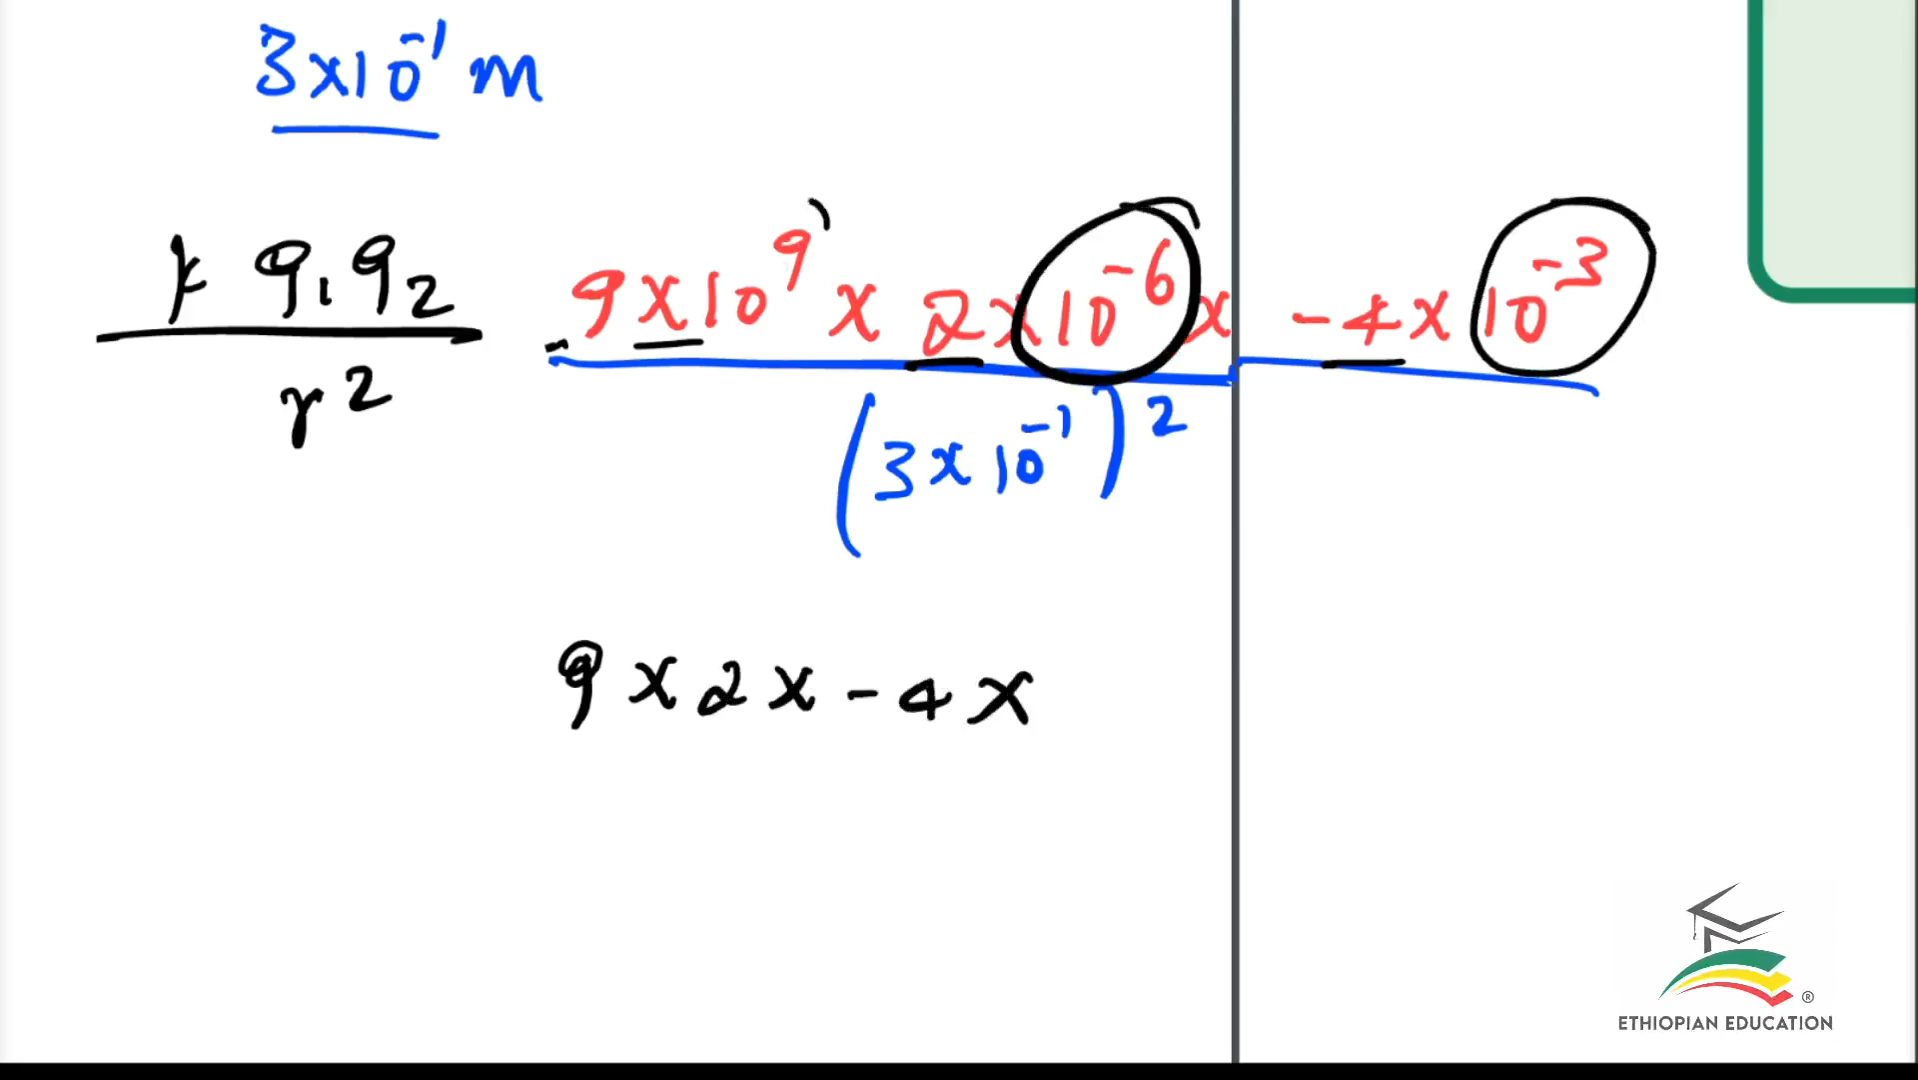 3x10⁻¹ m
k q₁q₂ 9x10⁹ x 2x10⁻⁶ x -4x10⁻³
r² (3x10⁻¹)²
9 x 2 x -4 x
ETHIOPIAN EDUCATION ®